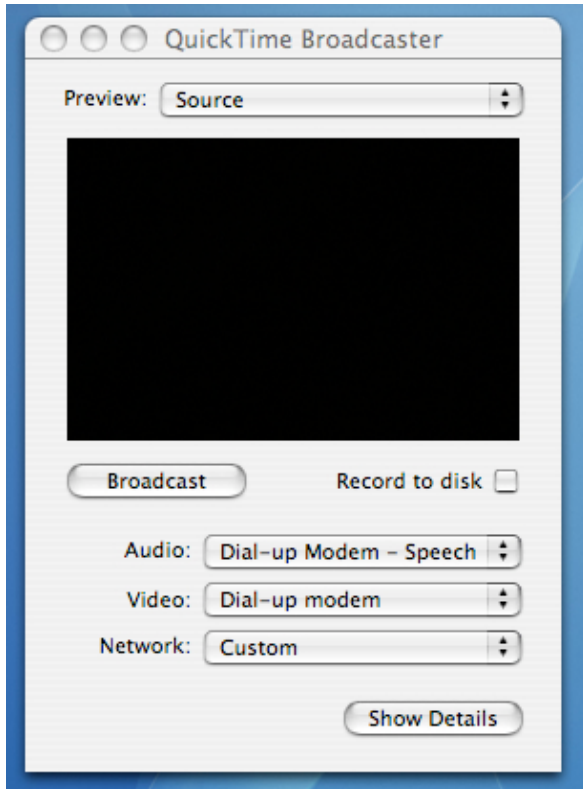 QuickTime Broadcaster
Preview: Source
Broadcast Record to disk
Audio: Dial-up Modem – Speech
Video: Dial-up modem
Network: Custom
Show Details